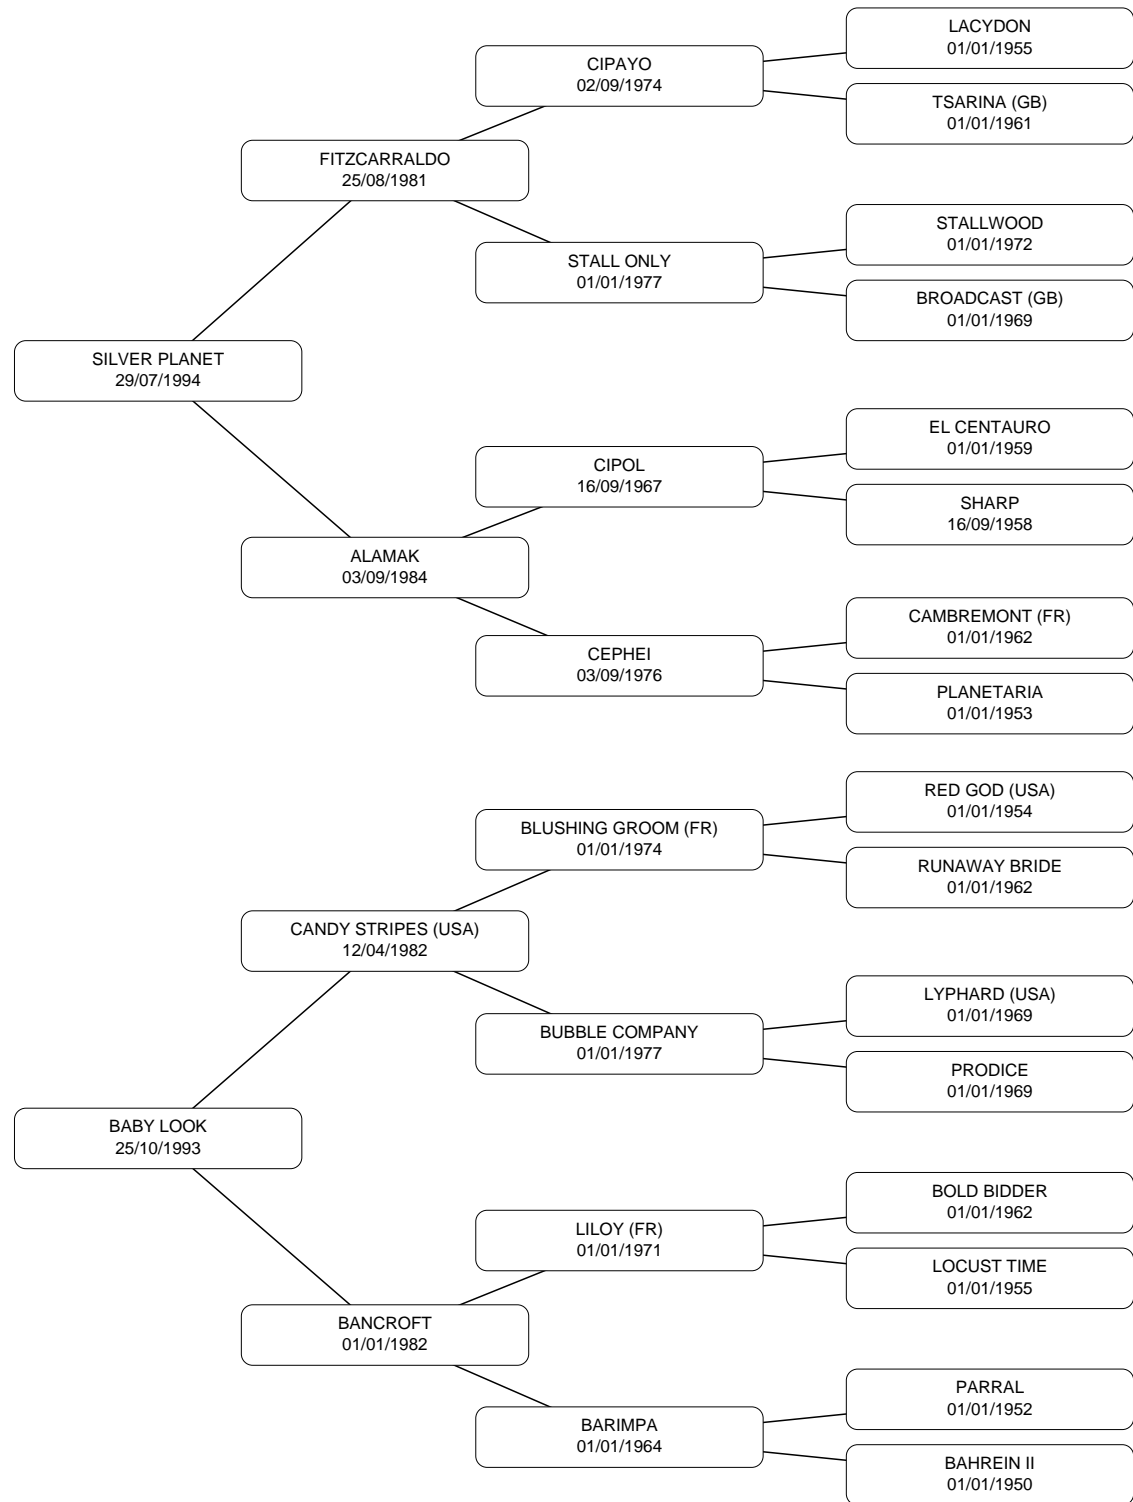 LACYDON
01/01/1955
CIPAYO
02/09/1974
TSARINA (GB)
01/01/1961
FITZCARRALDO
25/08/1981
STALLWOOD
01/01/1972
STALL ONLY
01/01/1977
BROADCAST (GB)
01/01/1969
SILVER PLANET
29/07/1994
EL CENTAURO
01/01/1959
CIPOL
16/09/1967
SHARP
16/09/1958
ALAMAK
03/09/1984
CAMBREMONT (FR)
01/01/1962
CEPHEI
03/09/1976
PLANETARIA
01/01/1953
RED GOD (USA)
01/01/1954
BLUSHING GROOM (FR)
01/01/1974
RUNAWAY BRIDE
01/01/1962
CANDY STRIPES (USA)
12/04/1982
LYPHARD (USA)
01/01/1969
BUBBLE COMPANY
01/01/1977
PRODICE
01/01/1969
BABY LOOK
25/10/1993
BOLD BIDDER
01/01/1962
LILOY (FR)
01/01/1971
LOCUST TIME
01/01/1955
BANCROFT
01/01/1982
PARRAL
01/01/1952
BARIMPA
01/01/1964
BAHREIN II
01/01/1950